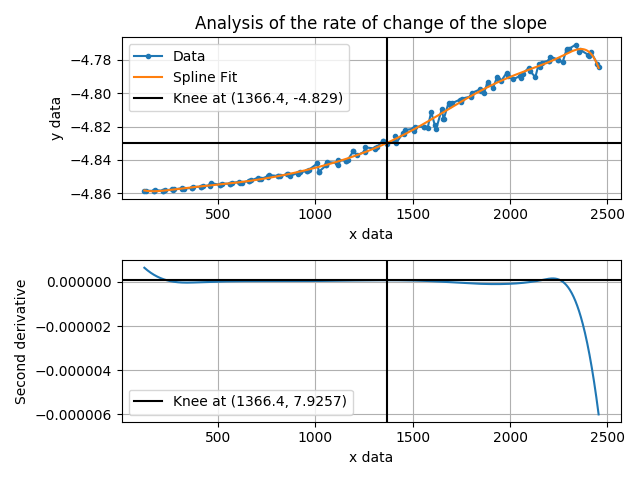 Analysis of the rate of change of the slope
Data
Spline Fit
Knee at (1366.4, -4.829)
y data
−4.78
−4.80
−4.82
−4.84
−4.86
500
1000
1500
2000
2500
x data
Second derivative
0.000000
−0.000002
−0.000004
−0.000006
Knee at (1366.4, 7.9257)
500
1000
1500
2000
2500
x data